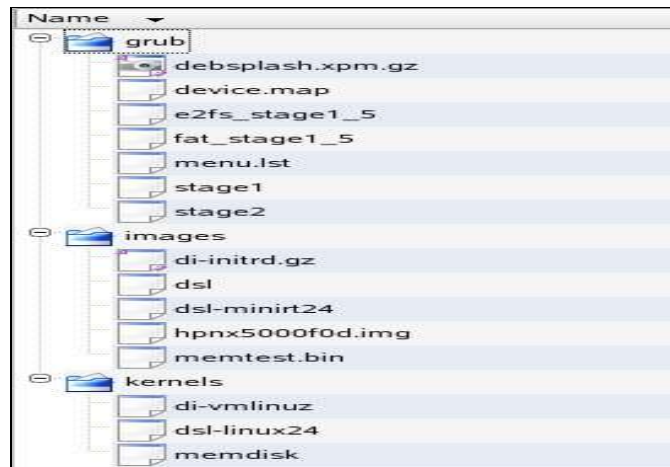 Name
grub
debsplash.xpm.gz
device.map
e2fs_stage1_5
fat_stage1_5
menu.lst
stage1
stage2
images
di-initrd.gz
dsl
dsl-minirt24
hpnx5000f0d.img
memtest.bin
kernels
di-vmlinuz
dsl-linux24
memdisk